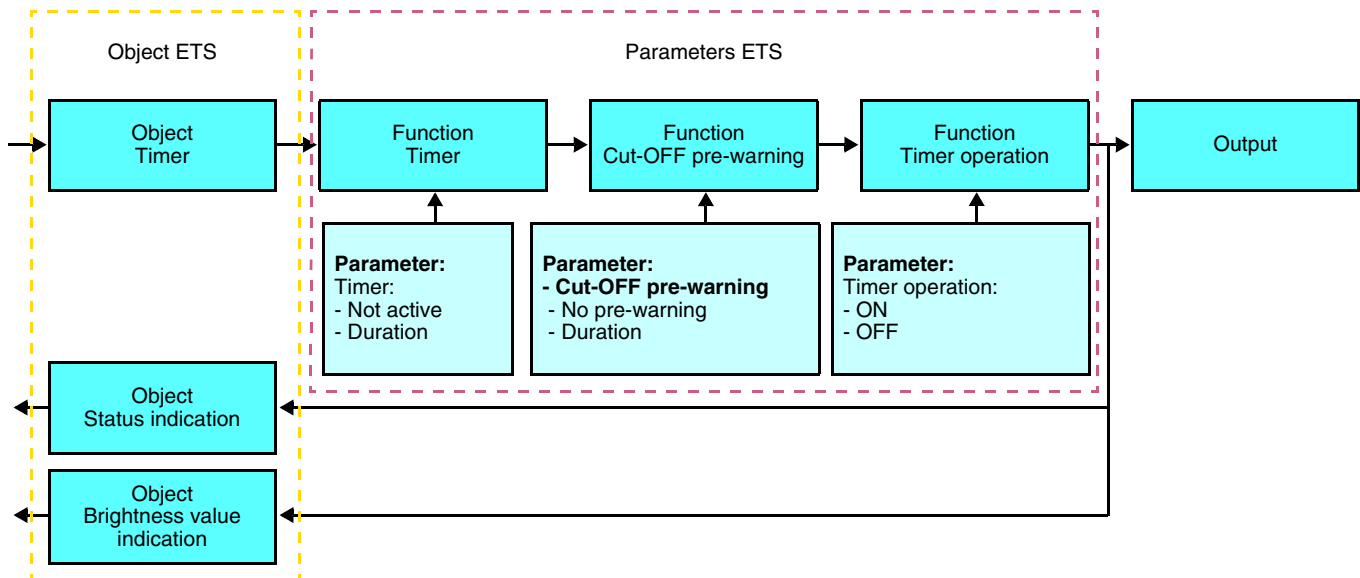 Object ETS
Parameters ETS
Object
Timer
Function
Timer
Function
Cut-OFF pre-warning
Function
Timer operation
Output
Parameter:
Timer:
- Not active
- Duration
Parameter:
- Cut-OFF pre-warning
- No pre-warning
- Duration
Parameter:
Timer operation:
- ON
- OFF
Object
Status indication
Object
Brightness value
indication